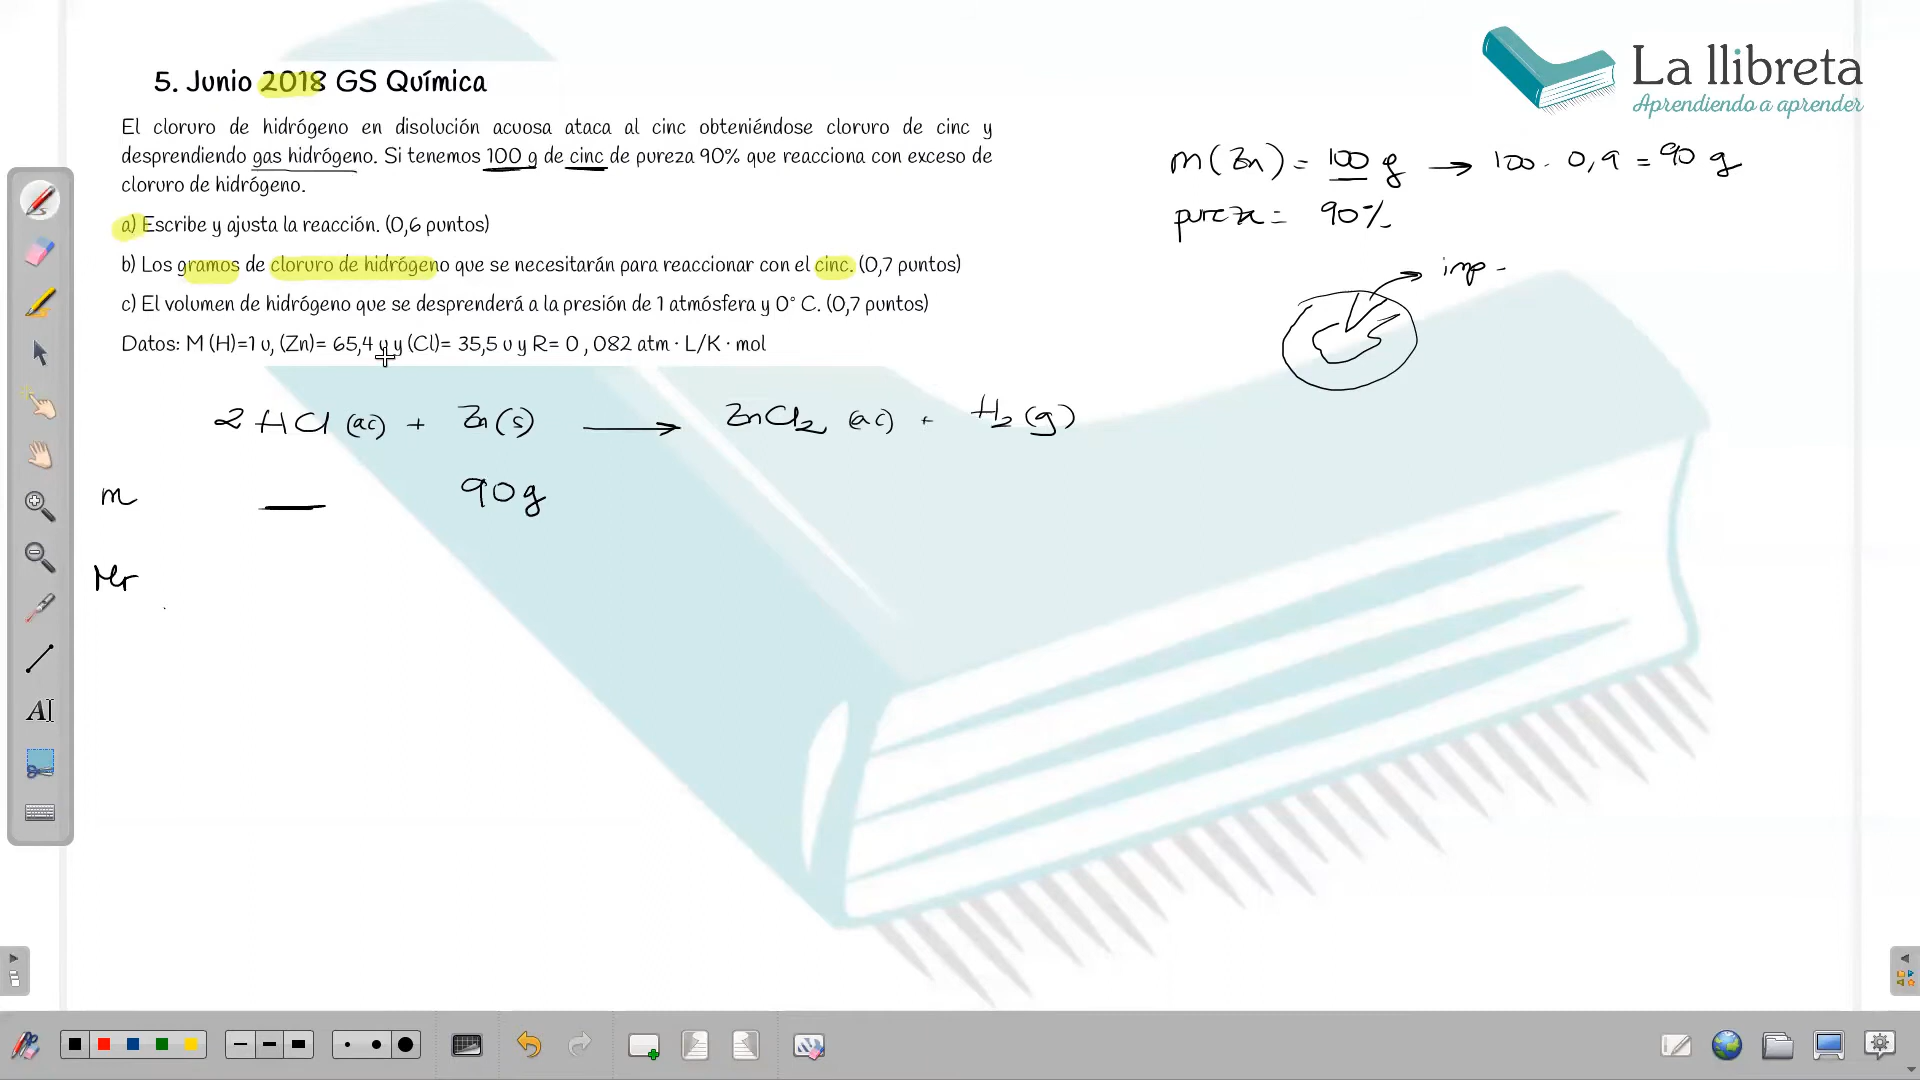 5. Junio 2018 GS Química
El cloruro de hidrógeno en disolución acuosa ataca al cinc obteniéndose cloruro de cinc y
desprendiendo gas hidrógeno. Si tenemos 100 g de cinc de pureza 90% que reacciona con exceso de
cloruro de hidrógeno.
a) Escribe y ajusta la reacción. (0,6 puntos)
b) Los gramos de cloruro de hidrógeno que se necesitarán para reaccionar con el cinc. (0,7 puntos)
c) El volumen de hidrógeno que se desprenderá a la presión de 1 atmósfera y 0° C. (0,7 puntos)
Datos: M (H)=1 u, (Zn)= 65,4 u y (Cl)= 35,5 u y R= 0 , 082 atm · L/K · mol
La llibreta
Aprendiendo a aprender
m(Zn) = 100 g → 100 · 0,9 = 90 g
pureza = 90%
imp.
2 HCl (ac) + Zn(s) → ZnCl2 (ac) + H2(g)
m 90g
Mr